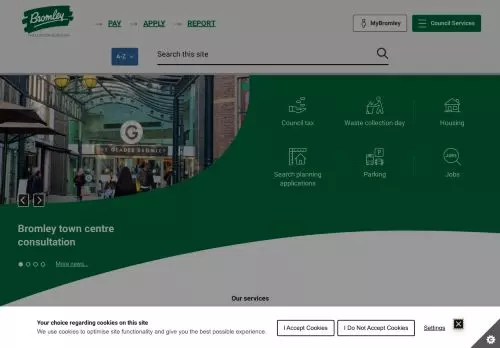 Bromley
THE LONDON BOROUGH
PAY
APPLY
REPORT
MyBromley
Council Services
A-Z
Search this site
G
THE GLADES BROMLEY
Council tax
Waste collection day
Housing
P
JOBS
Search planning
applications
Parking
Jobs
Bromley town centre
consultation
More news...
Our services
Your choice regarding cookies on this site
We use cookies to optimise site functionality and give you the best possible experience.
I Accept Cookies
I Do Not Accept Cookies
Settings